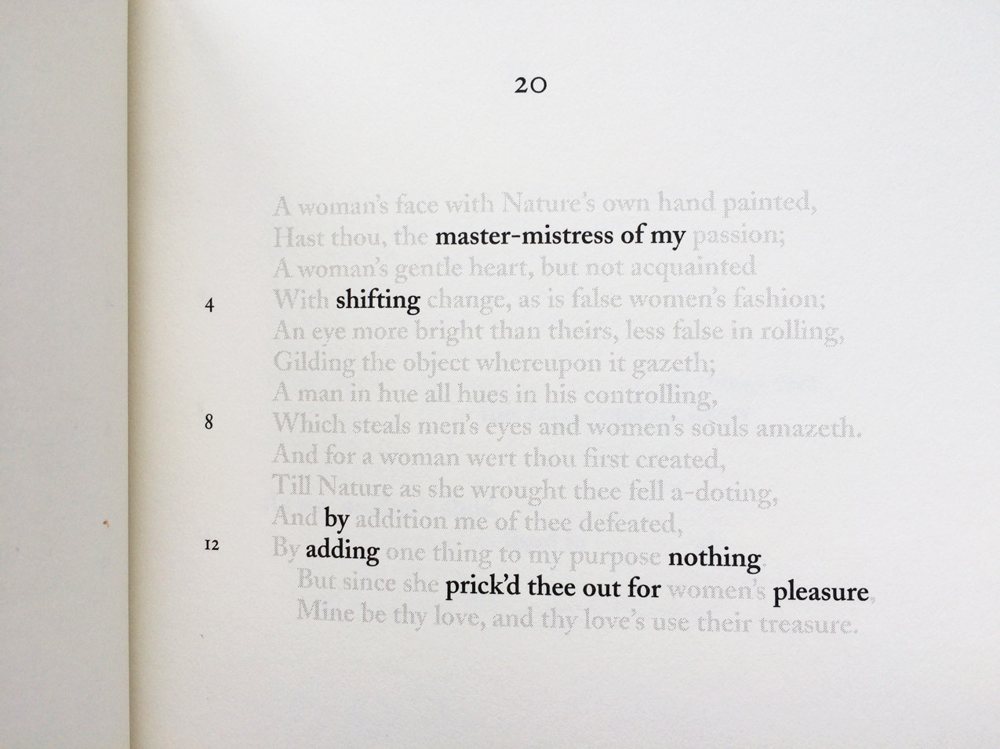 20
A woman's face with Nature's own hand painted,
Hast thou, the master-mistress of my passion;
A woman's gentle heart, but not acquainted
4 With shifting change, as is false women's fashion;
An eye more bright than theirs, less false in rolling,
Gilding the object whereupon it gazeth;
A man in hue all hues in his controlling,
8 Which steals men's eyes and women's souls amazeth.
And for a woman wert thou first created,
Till Nature as she wrought thee fell a-doting,
And by addition me of thee defeated,
12 By adding one thing to my purpose nothing.
But since she prick'd thee out for women's pleasure,
Mine be thy love, and thy love's use their treasure.